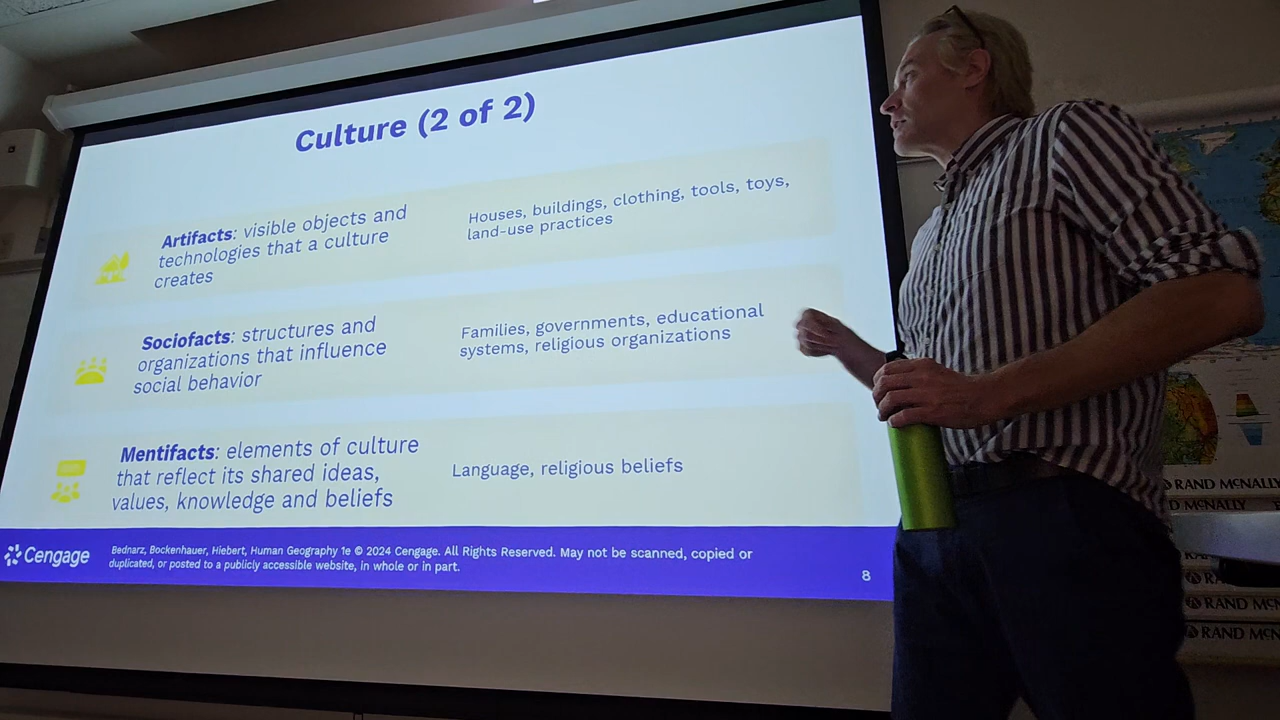 Culture (2 of 2)
Artifacts: visible objects and
technologies that a culture
creates
Houses, buildings, clothing, tools, toys,
land-use practices
Sociofacts: structures and
organizations that influence
social behavior
Families, governments, educational
systems, religious organizations
Mentifacts: elements of culture
that reflect its shared ideas,
values, knowledge and beliefs
Language, religious beliefs
Cengage
Bednarz, Bockenhauer, Hiebert, Human Geography 1e © 2024 Cengage. All Rights Reserved. May not be scanned, copied or
duplicated, or posted to a publicly accessible website, in whole or in part.
8
RAND MCNALLY
RAND MCNALLY
RAND MCN
RAND MCN